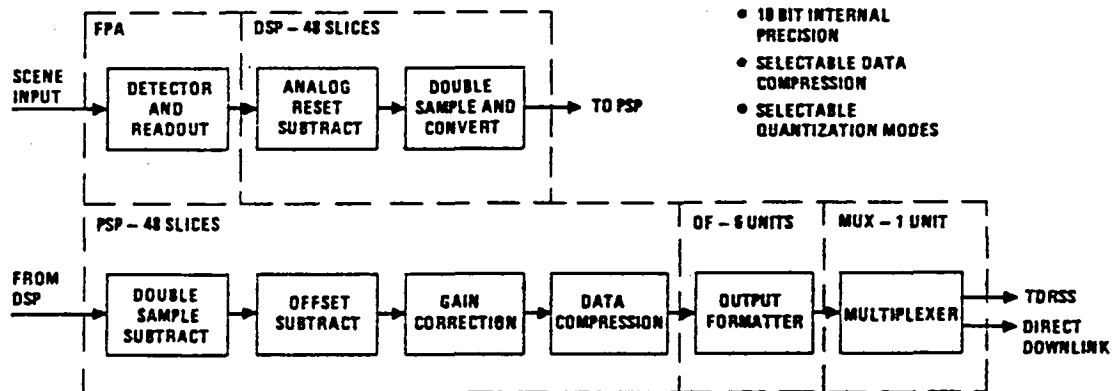 FPA
DSP – 48 SLICES
SCENE
INPUT
DETECTOR
AND
READOUT
ANALOG
RESET
SUBTRACT
DOUBLE
SAMPLE AND
CONVERT
TO PSP
● 10 BIT INTERNAL
PRECISION
● SELECTABLE DATA
COMPRESSION
● SELECTABLE
QUANTIZATION MODES
PSP – 48 SLICES
OF – 6 UNITS
MUX – 1 UNIT
FROM
DSP
DOUBLE
SAMPLE
SUBTRACT
OFFSET
SUBTRACT
GAIN
CORRECTION
DATA
COMPRESSION
OUTPUT
FORMATTER
MULTIPLEXER
TDRSS
DIRECT
DOWNLINK